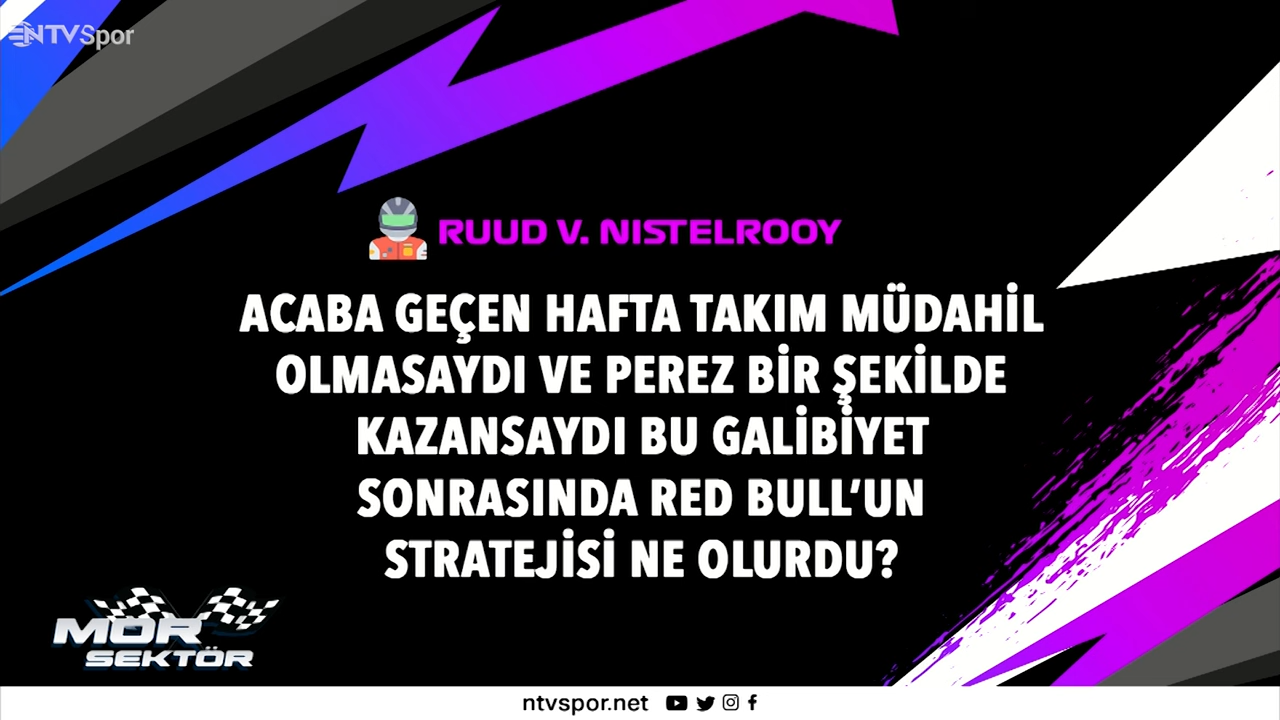 NTVSpor
RUUD V. NISTELROOY
ACABA GEÇEN HAFTA TAKIM MÜDAHİL
OLMASAYDI VE PEREZ BİR ŞEKİLDE
KAZANSAYDI BU GALİBİYET
SONRASINDA RED BULL’UN
STRATEJİSİ NE OLURDU?
MOR
SEKTÖR
ntvspor.net